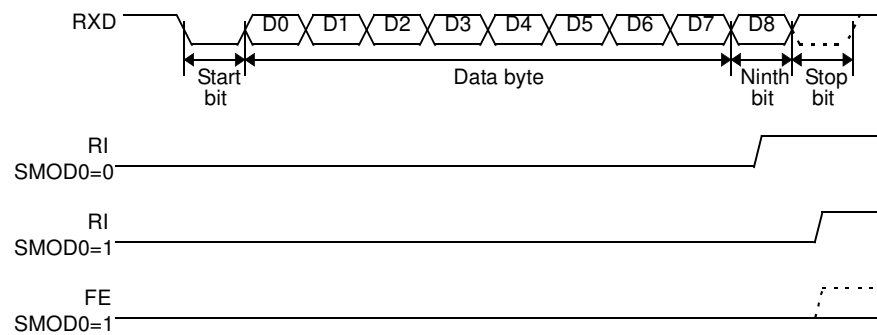 RXD D0 D1 D2 D3 D4 D5 D6 D7 D8
Start Data byte Ninth Stop
bit bit bit
RI
SMOD0=0
RI
SMOD0=1
FE
SMOD0=1